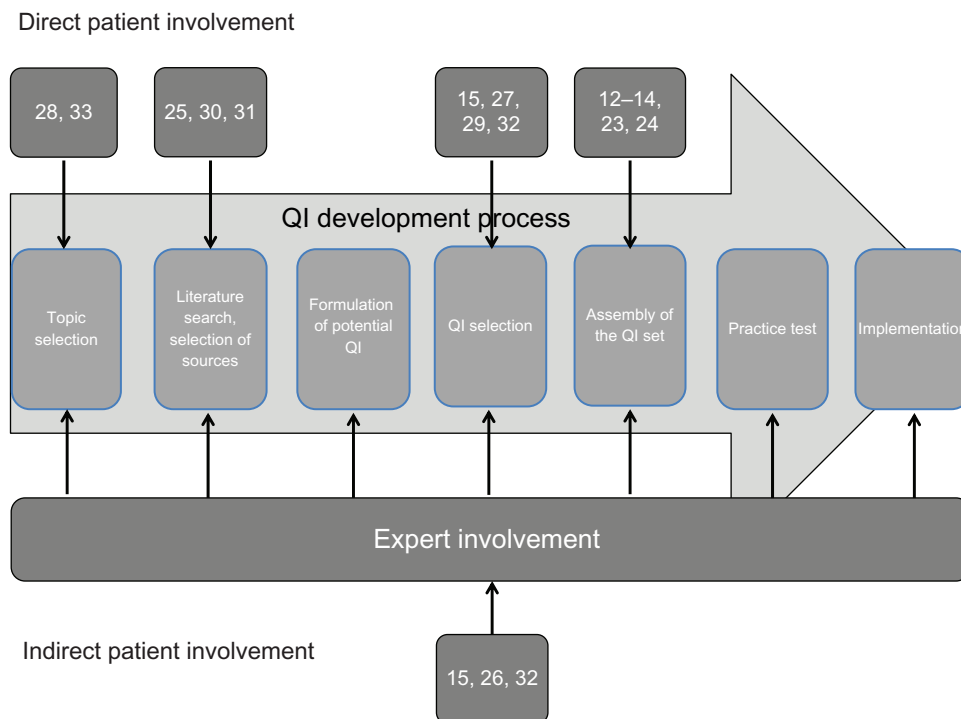 Direct patient involvement
28, 33
25, 30, 31
15, 27,
29, 32
12–14,
23, 24
QI development process
Topic
selection
Literature
search,
selection of
sources
Formulation
of potential
QI
QI selection
Assembly of
the QI set
Practice test
Implementation
Expert involvement
Indirect patient involvement
15, 26, 32